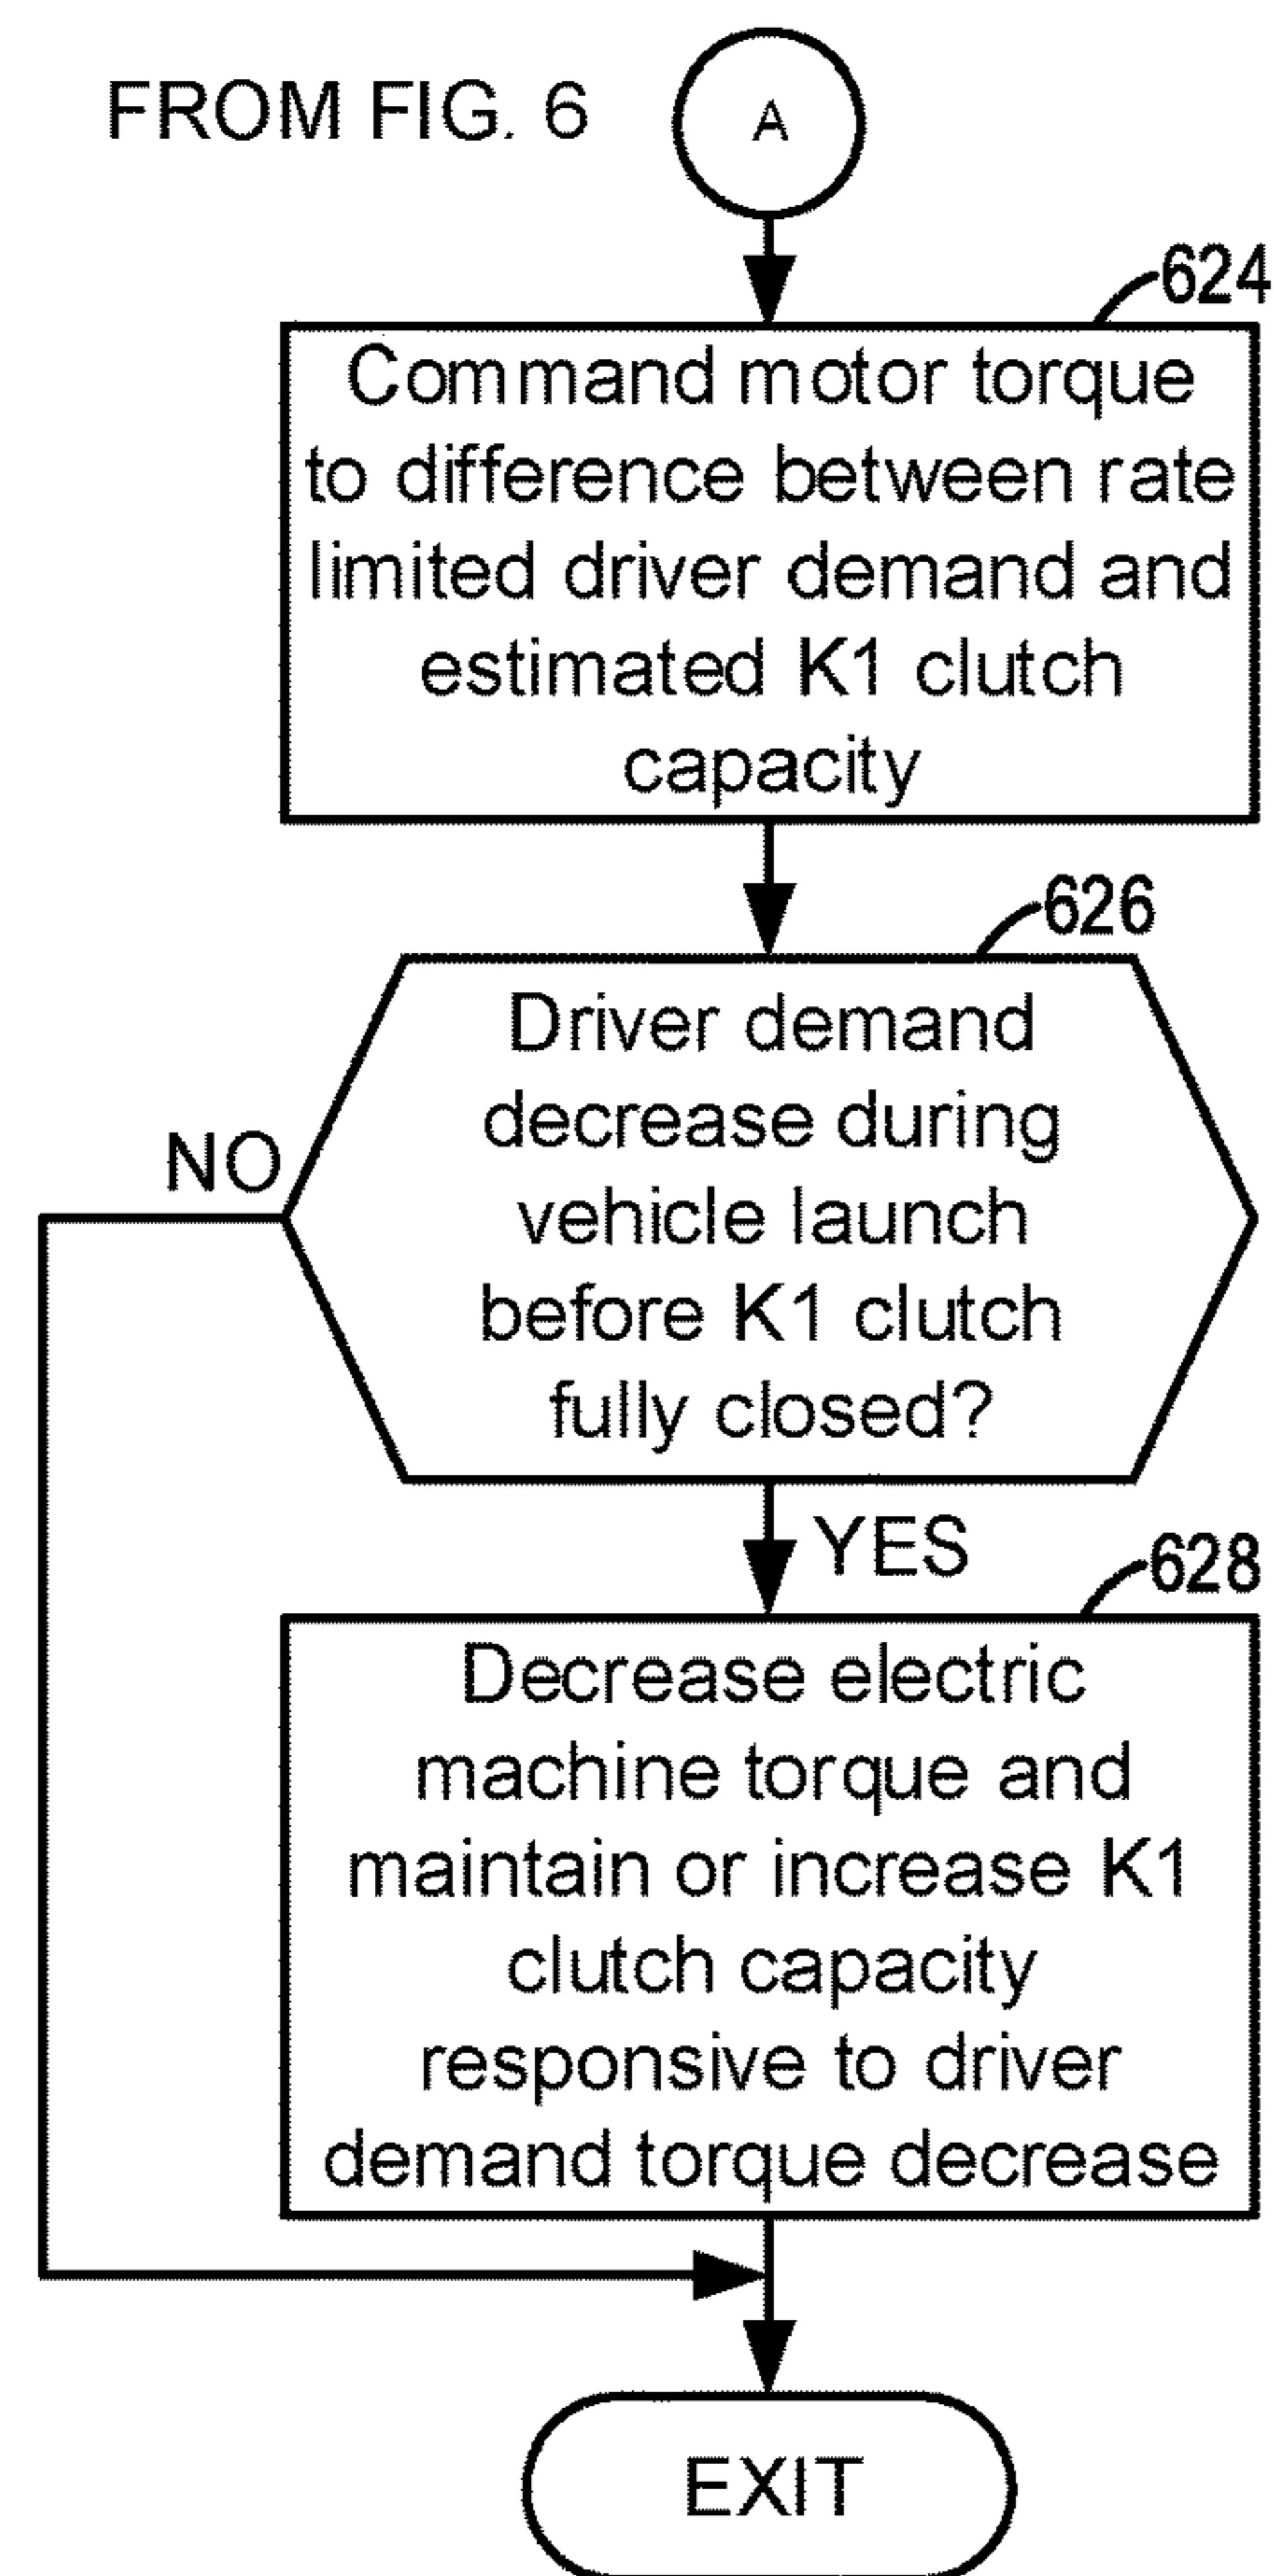 FROM FIG. 6
A
624
Command motor torque
to difference between rate
limited driver demand and
estimated K1 clutch
capacity
626
Driver demand
decrease during
vehicle launch
before K1 clutch
fully closed?
NO
YES
628
Decrease electric
machine torque and
maintain or increase K1
clutch capacity
responsive to driver
demand torque decrease
EXIT